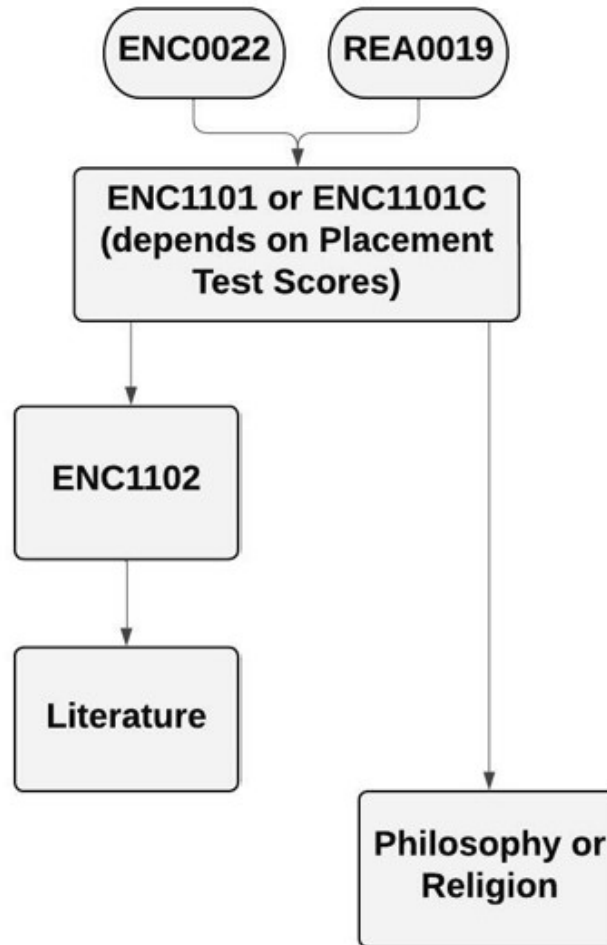 ENC0022
REA0019
ENC1101 or ENC1101C
(depends on Placement
Test Scores)
ENC1102
Literature
Philosophy or
Religion